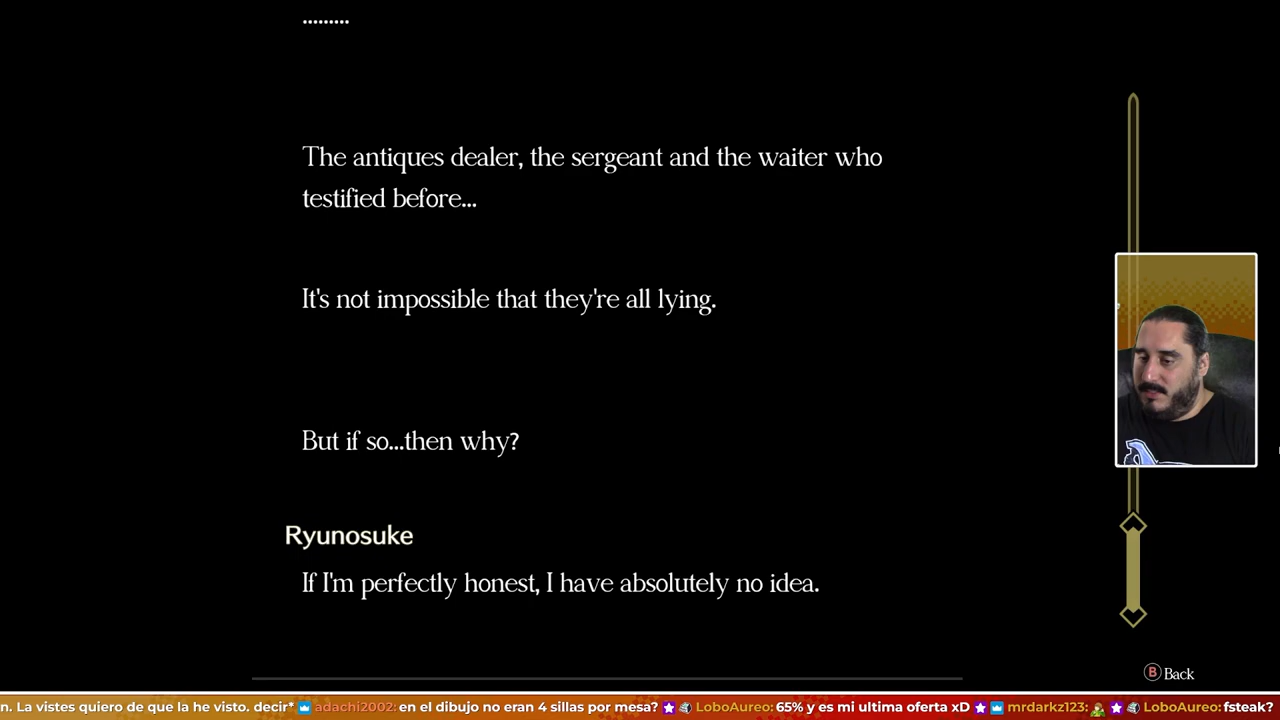 .........
The antiques dealer, the sergeant and the waiter who
testified before...
It's not impossible that they're all lying.
But if so...then why?
Ryunosuke
If I'm perfectly honest, I have absolutely no idea.
B Back
n. La vistes quiero de que la he visto. decir* adachi2002: en el dibujo no eran 4 sillas por mesa? LoboAureo: 65% y es mi ultima oferta xD mrdarkz123: LoboAureo: fsteak?